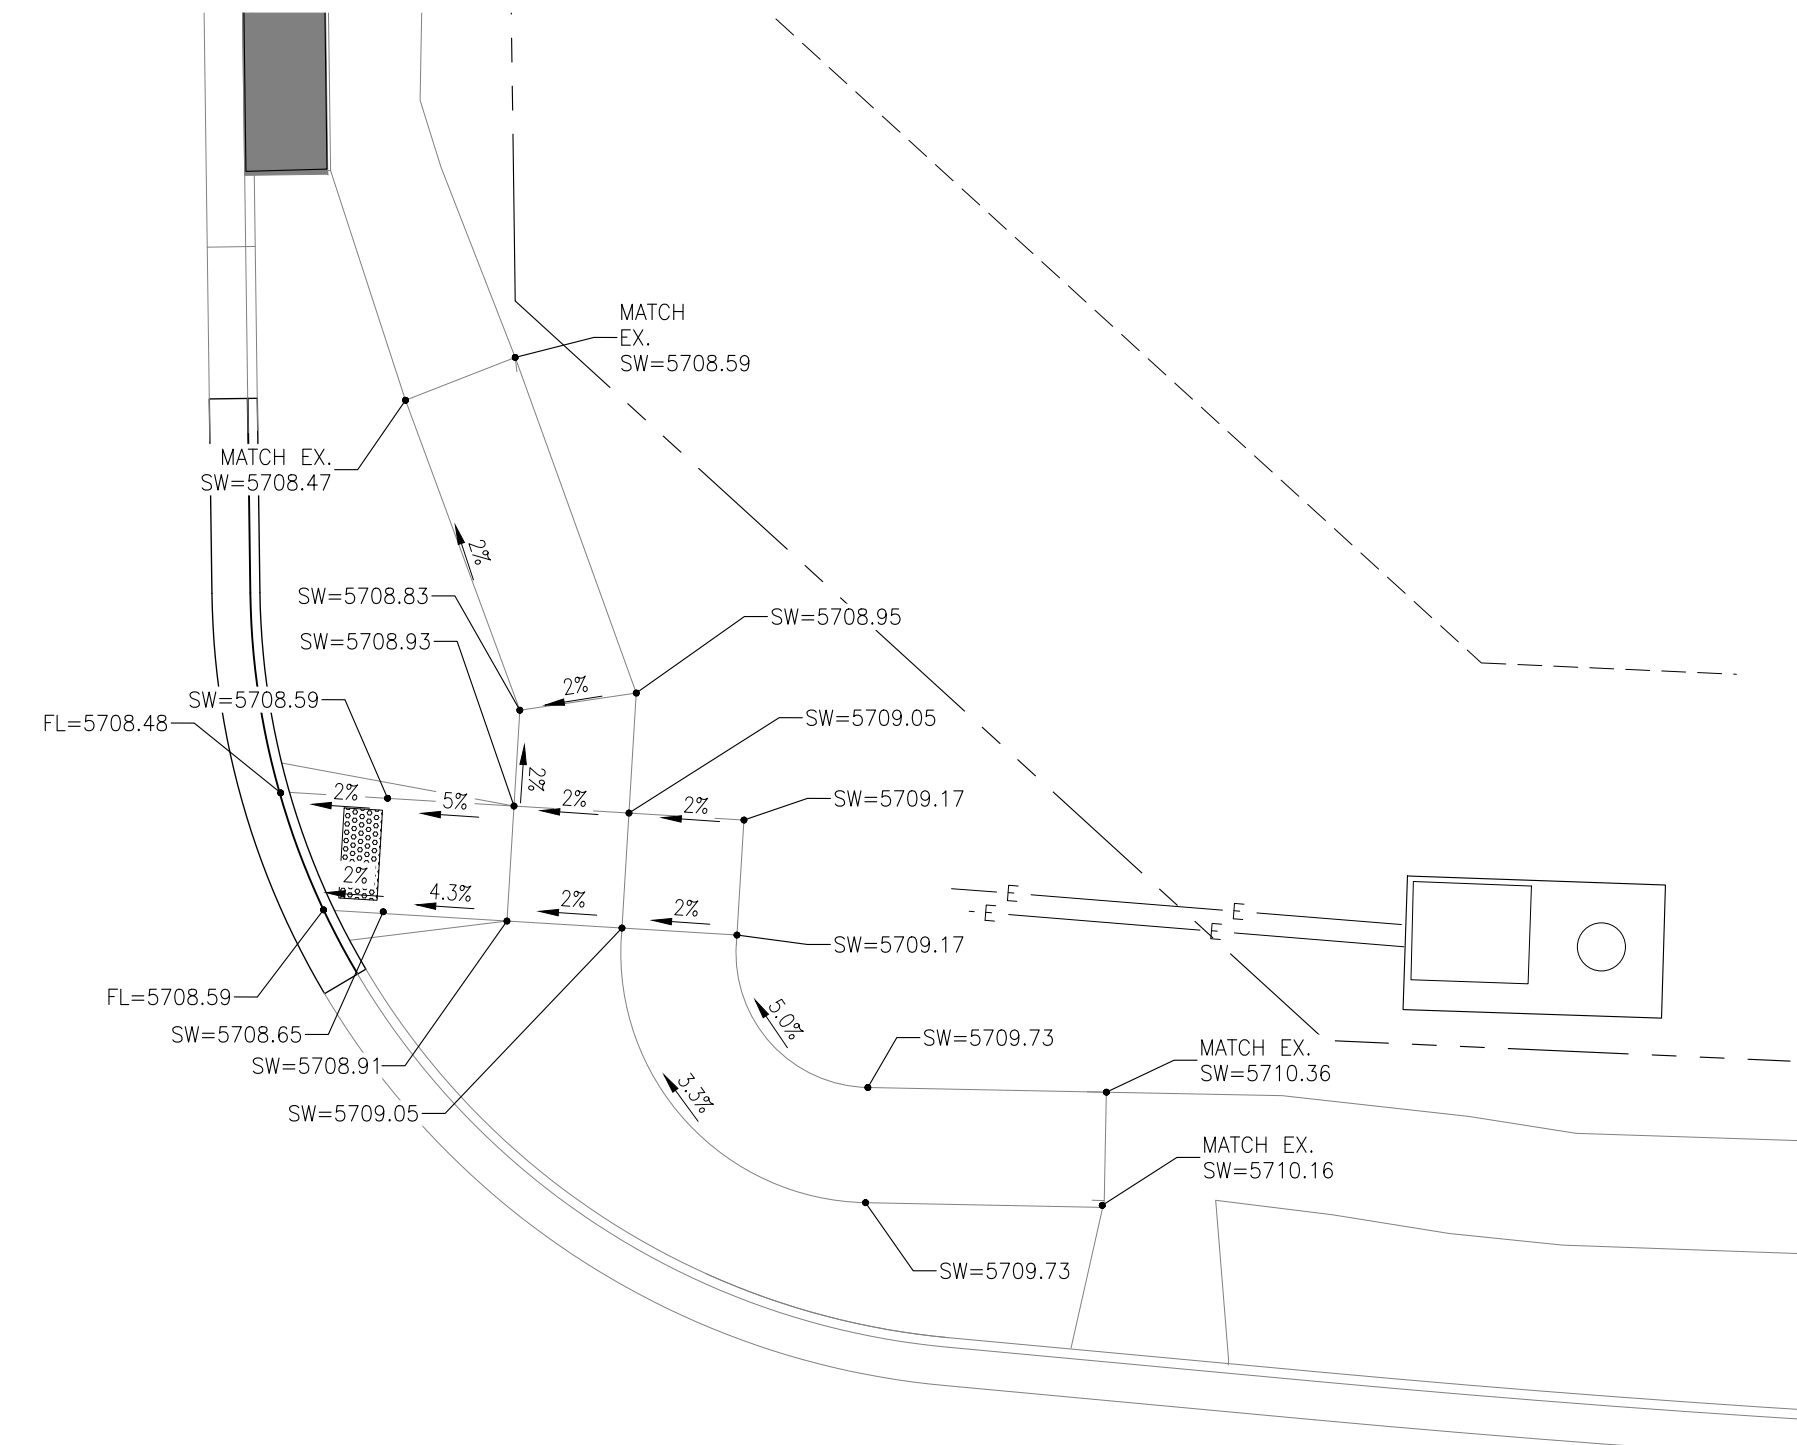 MATCH
EX.
SW=5708.59
MATCH EX.
SW=5708.47
2%
SW=5708.83
SW=5708.95
SW=5708.93
2%
SW=5708.59
FL=5708.48
SW=5709.05
2%
2%
5%
2%
2%
SW=5709.17
2%
4.3%
2%
2%
E
E
E
E
SW=5709.17
FL=5708.59
SW=5708.65
5.0%
SW=5709.73
MATCH EX.
SW=5710.36
SW=5708.91
3.3%
SW=5709.05
MATCH EX.
SW=5710.16
SW=5709.73